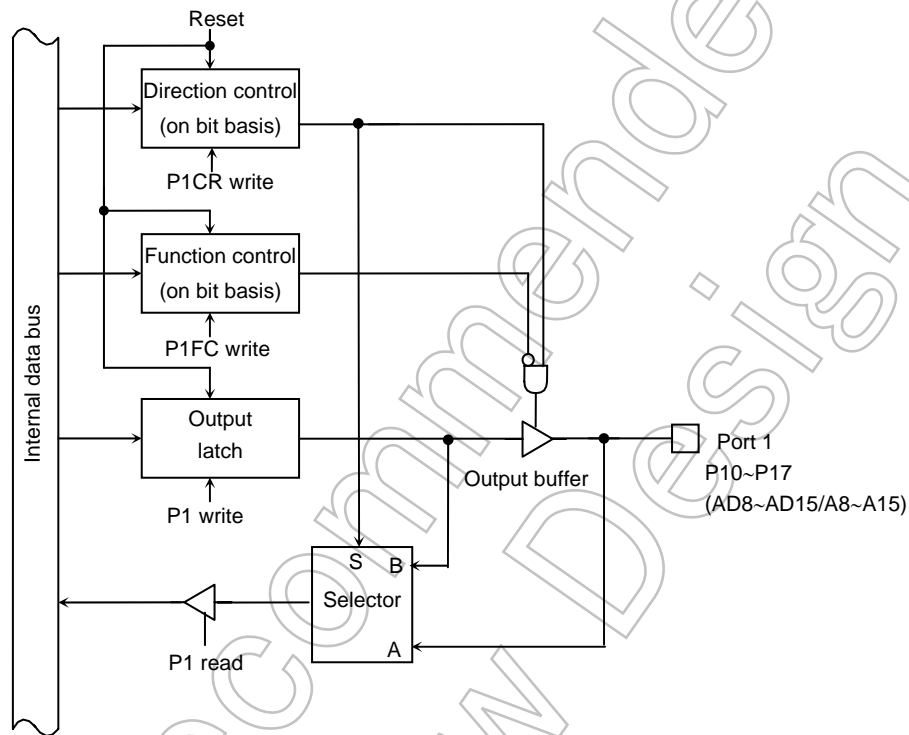 Reset
Direction control
(on bit basis)
P1CR write
Function control
(on bit basis)
P1FC write
Internal data bus
Output
latch
P1 write
Output buffer
Port 1
P10~P17
(AD8~AD15/A8~A15)
S
B
Selector
A
P1 read